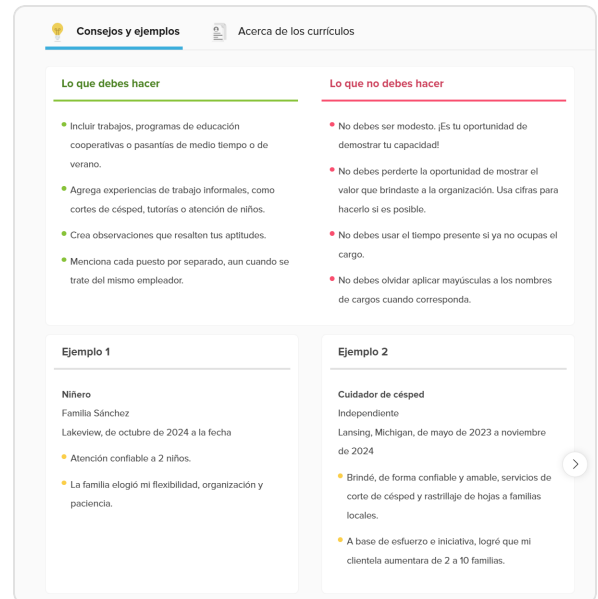 Consejos y ejemplos
Acerca de los currículos
Lo que debes hacer
Incluir trabajos, programas de educación
cooperativas o pasantías de medio tiempo o de
verano.
Agrega experiencias de trabajo informales, como
cortes de césped, tutorías o atención de niños.
Crea observaciones que resalten tus aptitudes.
Menciona cada puesto por separado, aun cuando se
trate del mismo empleador.
Lo que no debes hacer
No debes ser modesto. ¡Es tu oportunidad de
demostrar tu capacidad!
No debes perderte la oportunidad de mostrar el
valor que brindaste a la organización. Usa cifras para
hacerlo si es posible.
No debes usar el tiempo presente si ya no ocupas el
cargo.
No debes olvidar aplicar mayúsculas a los nombres
de cargos cuando corresponda.
Ejemplo 1
Niñero
Familia Sánchez
Lakeview, de octubre de 2024 a la fecha
Atención confiable a 2 niños.
La familia elogió mi flexibilidad, organización y
paciencia.
Ejemplo 2
Cuidador de césped
Independiente
Lansing, Michigan, de mayo de 2023 a noviembre
de 2024
Brindé, de forma confiable y amable, servicios de
corte de césped y rastrillaje de hojas a familias
locales.
A base de esfuerzo e iniciativa, logré que mi
clientela aumentara de 2 a 10 familias.